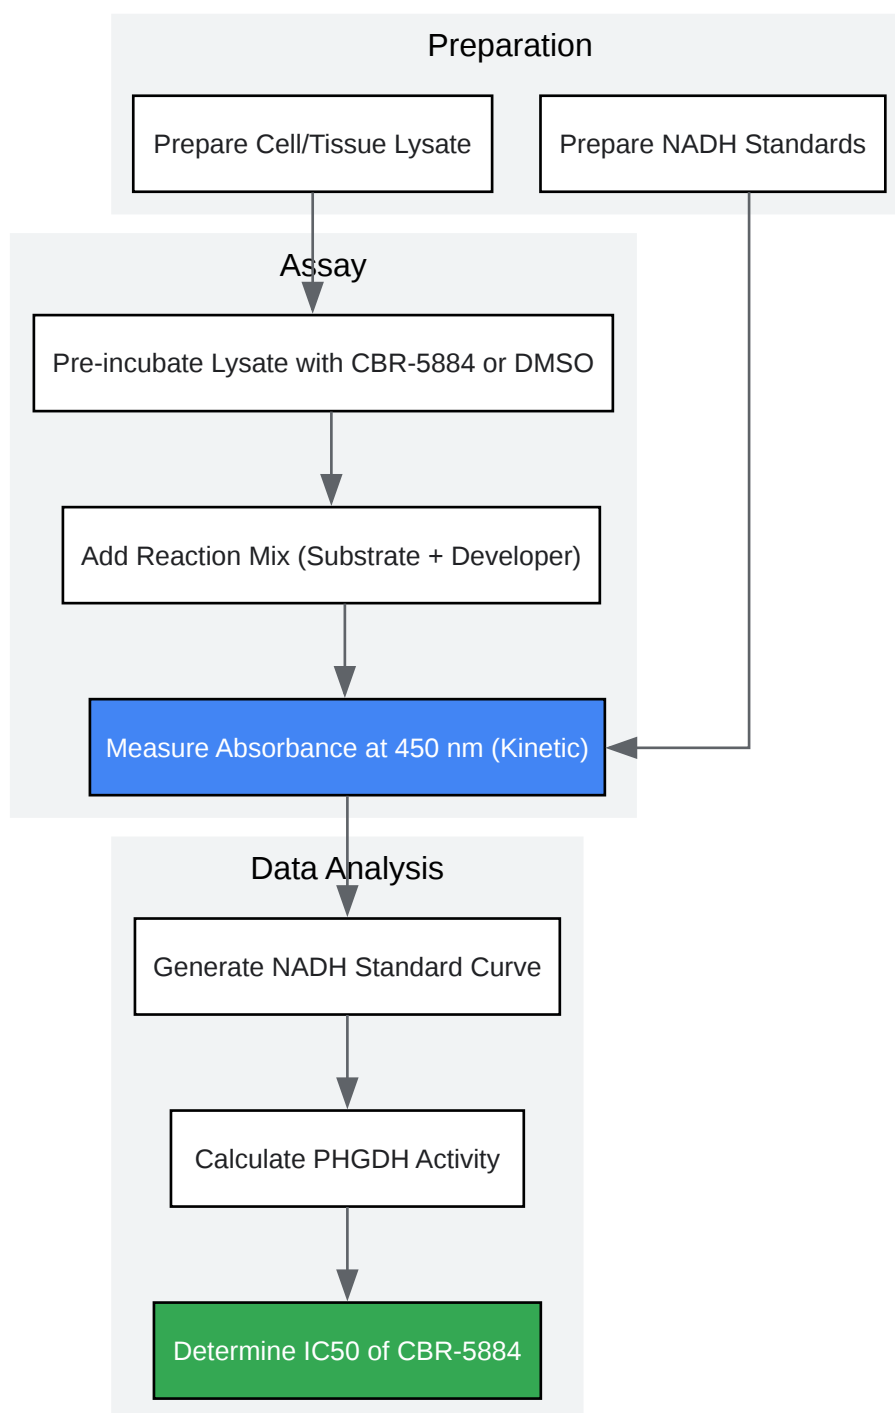 Preparation
Prepare Cell/Tissue Lysate
Prepare NADH Standards
Assay
Pre-incubate Lysate with CBR-5884 or DMSO
Add Reaction Mix (Substrate + Developer)
Measure Absorbance at 450 nm (Kinetic)
Data Analysis
Generate NADH Standard Curve
Calculate PHGDH Activity
Determine IC50 of CBR-5884